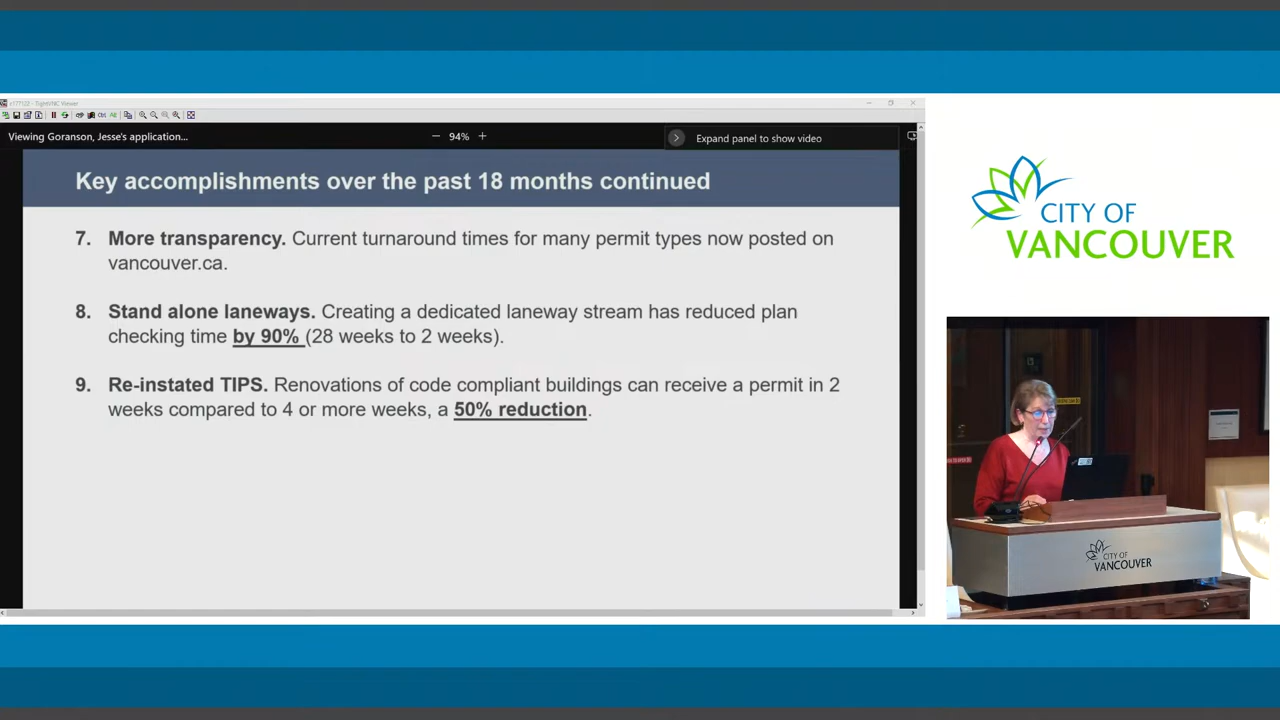 TightVNC Viewer
Viewing Goranson, Jesse's application...
94%
Expand panel to show video
Key accomplishments over the past 18 months continued
7. More transparency. Current turnaround times for many permit types now posted on
vancouver.ca.
8. Stand alone laneways. Creating a dedicated laneway stream has reduced plan
checking time by 90% (28 weeks to 2 weeks).
9. Re-instated TIPS. Renovations of code compliant buildings can receive a permit in 2
weeks compared to 4 or more weeks, a 50% reduction.
CITY OF
VANCOUVER
CITY OF
VANCOUVER